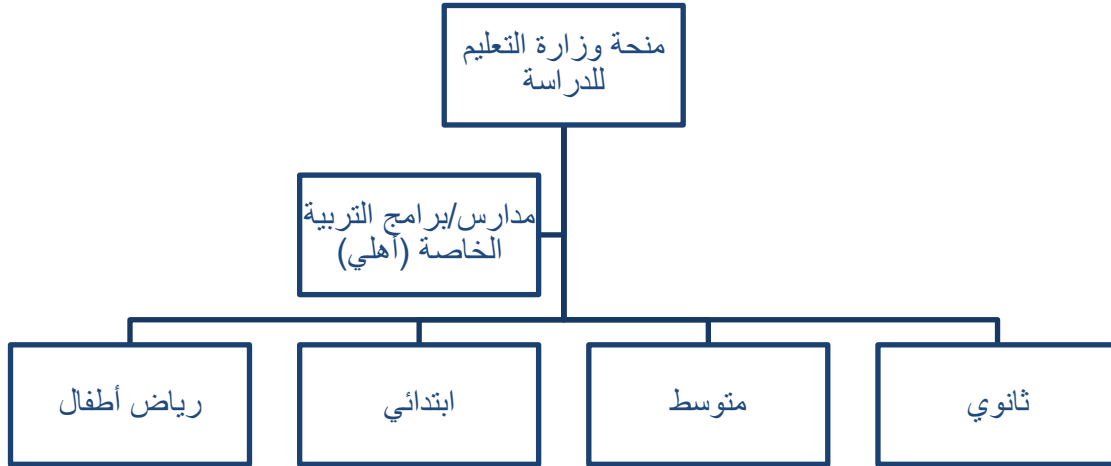 منحة وزارة التعليم
للدراسة
مدارس/برامج التربية
الخاصة (أهلي)
ثانوي
متوسط
ابتدائي
رياض أطفال